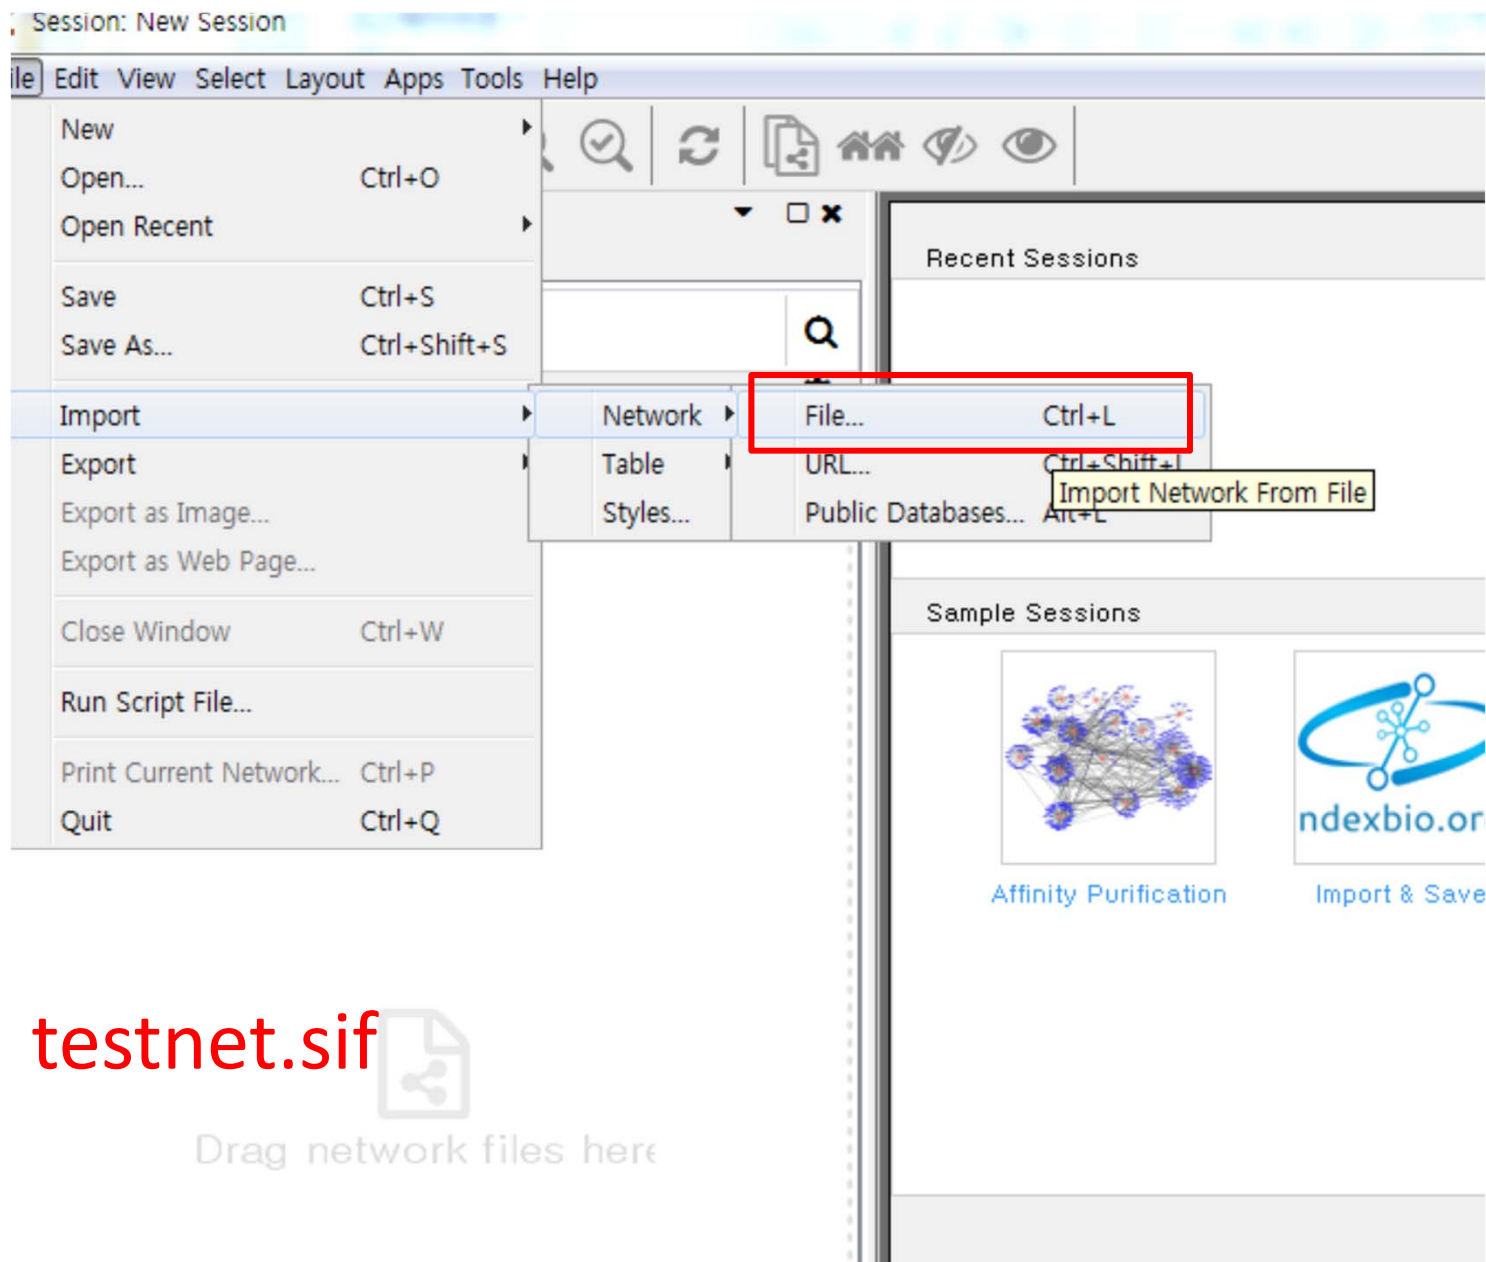 Session: New Session
ile Edit View Select Layout Apps Tools Help
New
Open... Ctrl+O
Open Recent
Save Ctrl+S
Save As... Ctrl+Shift+S
Import
Export
Export as Image...
Export as Web Page...
Close Window Ctrl+W
Run Script File...
Print Current Network... Ctrl+P
Quit Ctrl+Q
Network
Table
Styles...
File... Ctrl+L
URL... Ctrl+Shift+L
Public Databases... Alt+L
Import Network From File
Recent Sessions
Sample Sessions
ndexbio.or
Affinity Purification
Import & Save
testnet.sif
Drag network files here